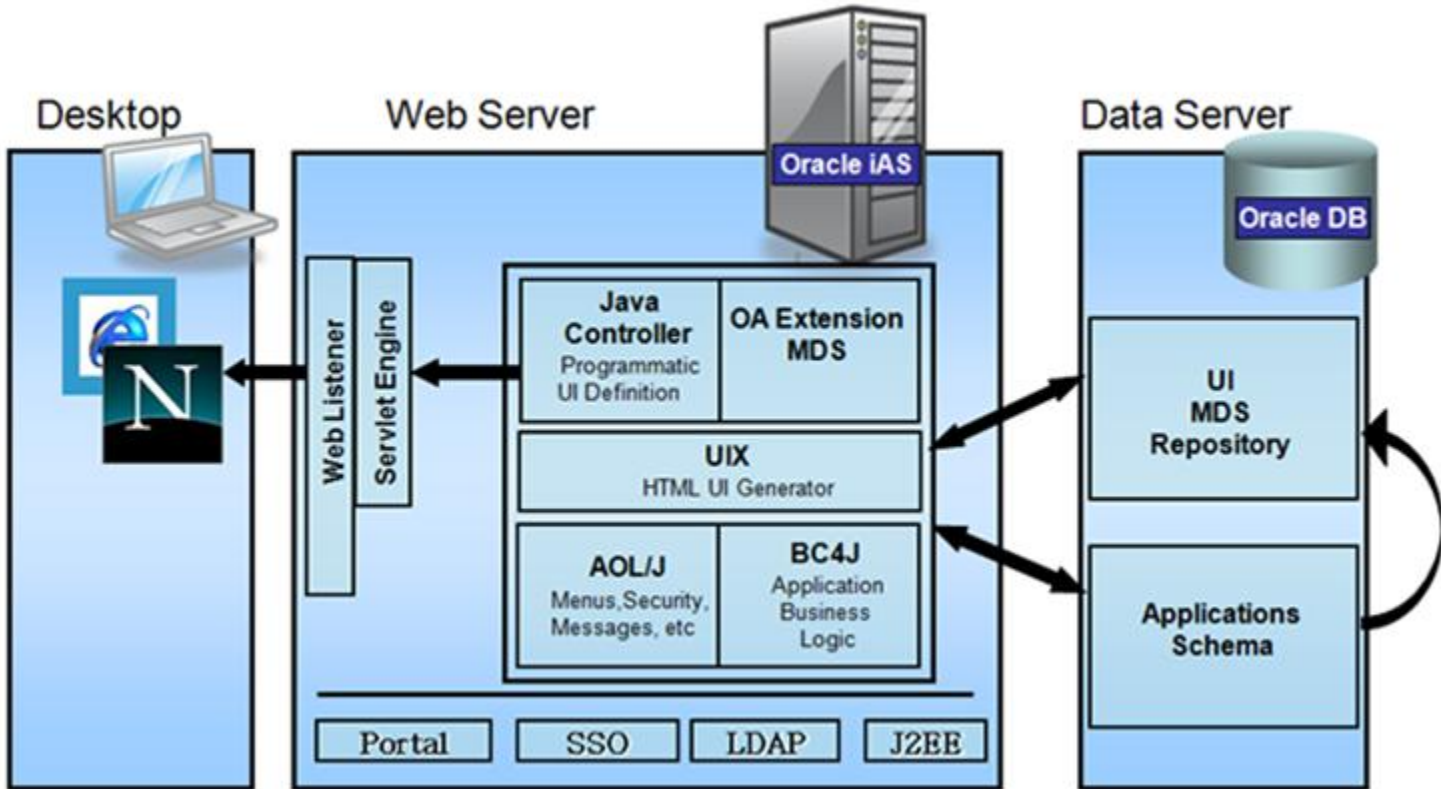 Desktop
Web Server
Data Server
Oracle iAS
Oracle DB
N
Web Listener
Servlet Engine
Java
Controller
Programmatic
UI Definition
OA Extension
MDS
UIX
HTML UI Generator
AOL/J
Menus,Security,
Messages, etc
BC4J
Application
Business
Logic
UI
MDS
Repository
Applications
Schema
Portal
SSO
LDAP
J2EE